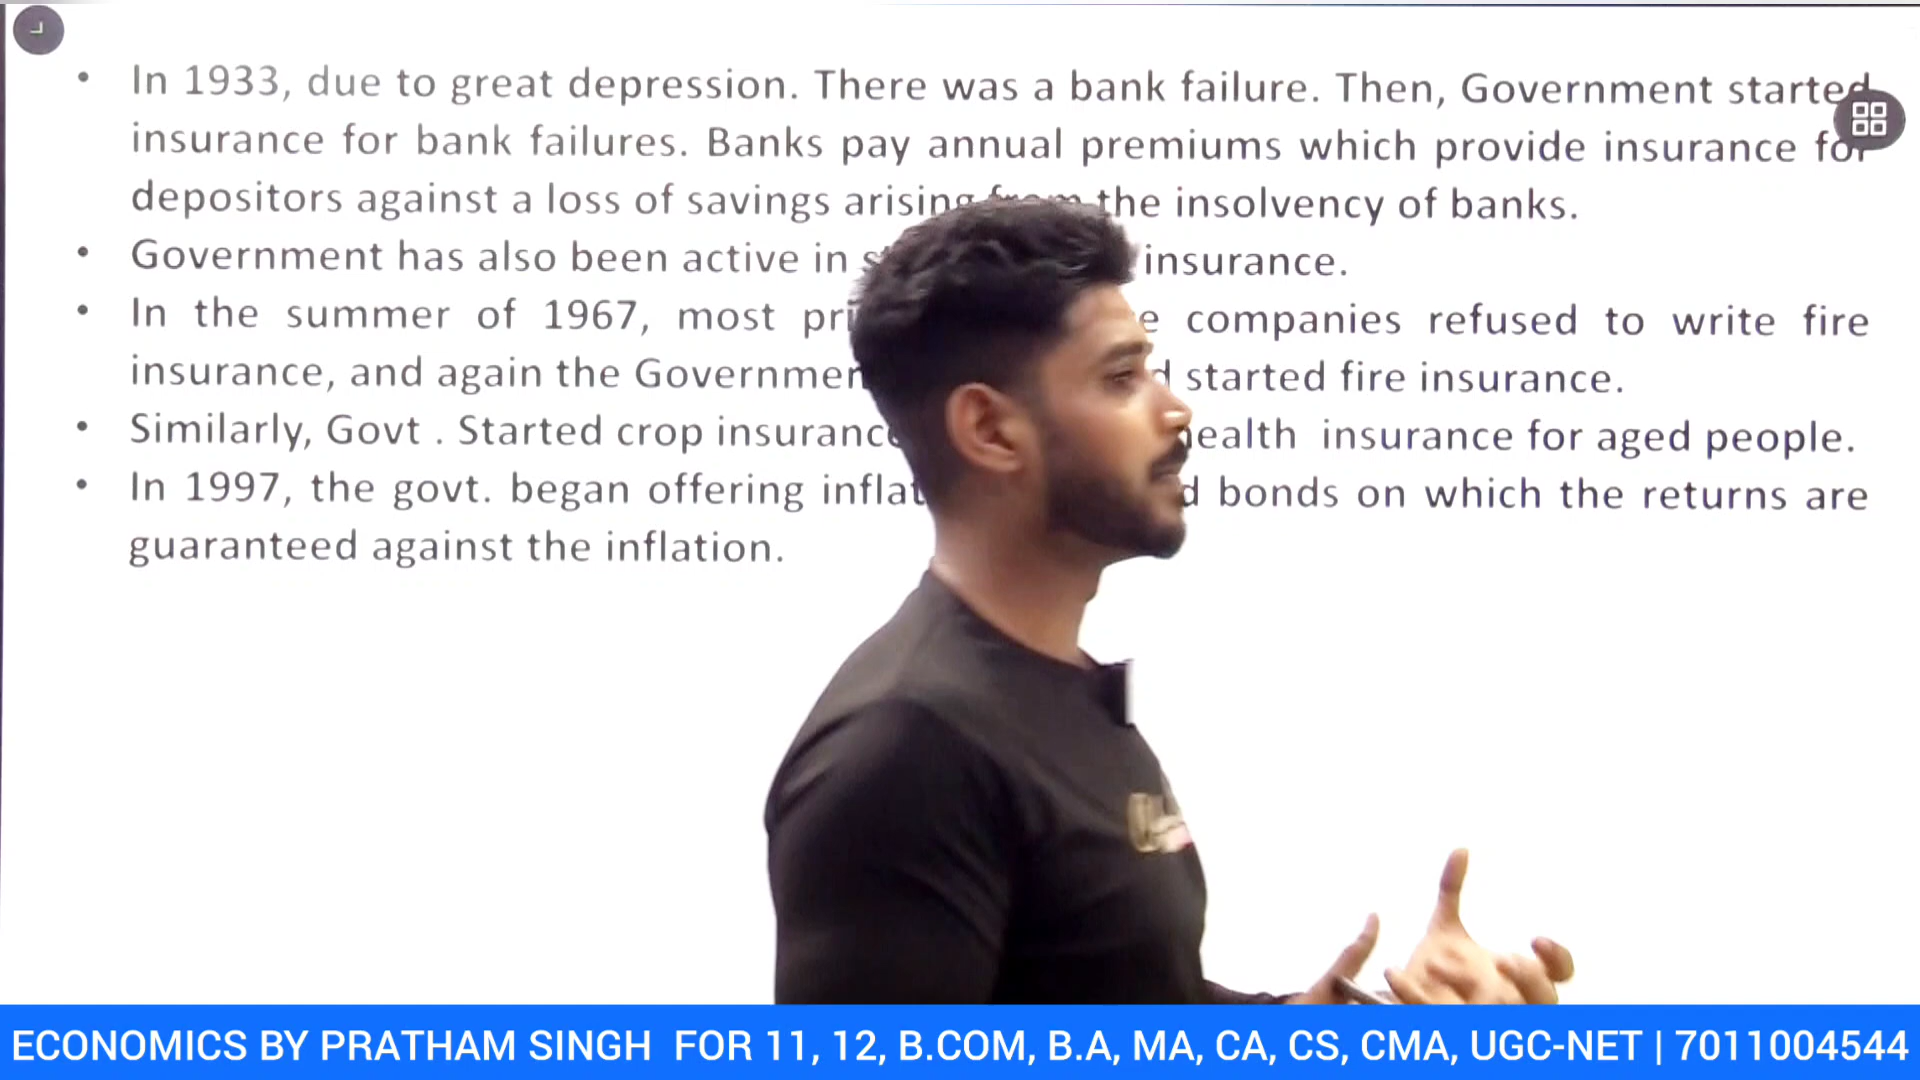 • In 1933, due to great depression. There was a bank failure. Then, Government started
insurance for bank failures. Banks pay annual premiums which provide insurance for
depositors against a loss of savings arising from the insolvency of banks.
• Government has also been active in insurance.
• In the summer of 1967, most companies refused to write fire
insurance, and again the started fire insurance.
• Similarly, Govt . Started crop insurance for aged people.
• In 1997, the govt. began offering bonds on which the returns are
guaranteed against the inflation.
ECONOMICS BY PRATHAM SINGH FOR 11, 12, B.COM, B.A, MA, CA, CS, CMA, UGC-NET | 7011004544